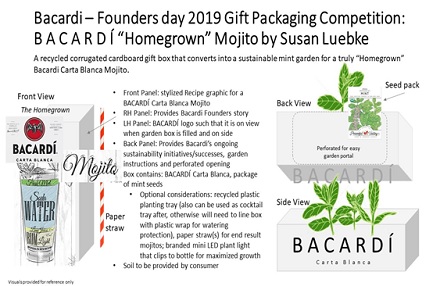 Bacardi – Founders day 2019 Gift Packaging Competition:
B A C A R D Í “Homegrown” Mojito by Susan Luebke
A recycled corrugated cardboard gift box that converts into a sustainable mint garden for a truly “Homegrown”
Bacardi Carta Blanca Mojito.
Front View
The Homegrown
BACARDÍ.
CARTA BLANCA
Mojito
SODA
WATER
Paper
straw
• Front Panel: stylized Recipe graphic for a
BACARDÍ Carta Blanca Mojito
• RH Panel: Provides Bacardi Founders story
• LH Panel: BACARDÍ logo such that it is on view
when garden box is filled and on side
• Back Panel: Provides Bacardi's ongoing
sustainability initiatives/successes, garden
instructions and perforated opening
Box contains: BACARDÍ Carta Blanca, package
of mint seeds
• Optional considerations: recycled plastic
planting tray (also can be used as cocktail
tray after, otherwise will need to line box
with plastic wrap for watering
protection), paper straw(s) for end result
mojitos; branded mini LED plant light
that clips to bottle for maximized growth
• Soil to be provided by consumer
Seed pack
Back View
Perforated for easy
garden portal
BACARDÍ
CARTA BLANCA
Side View
BACARDÍ
Carta Blanca
Visuals provided for reference only